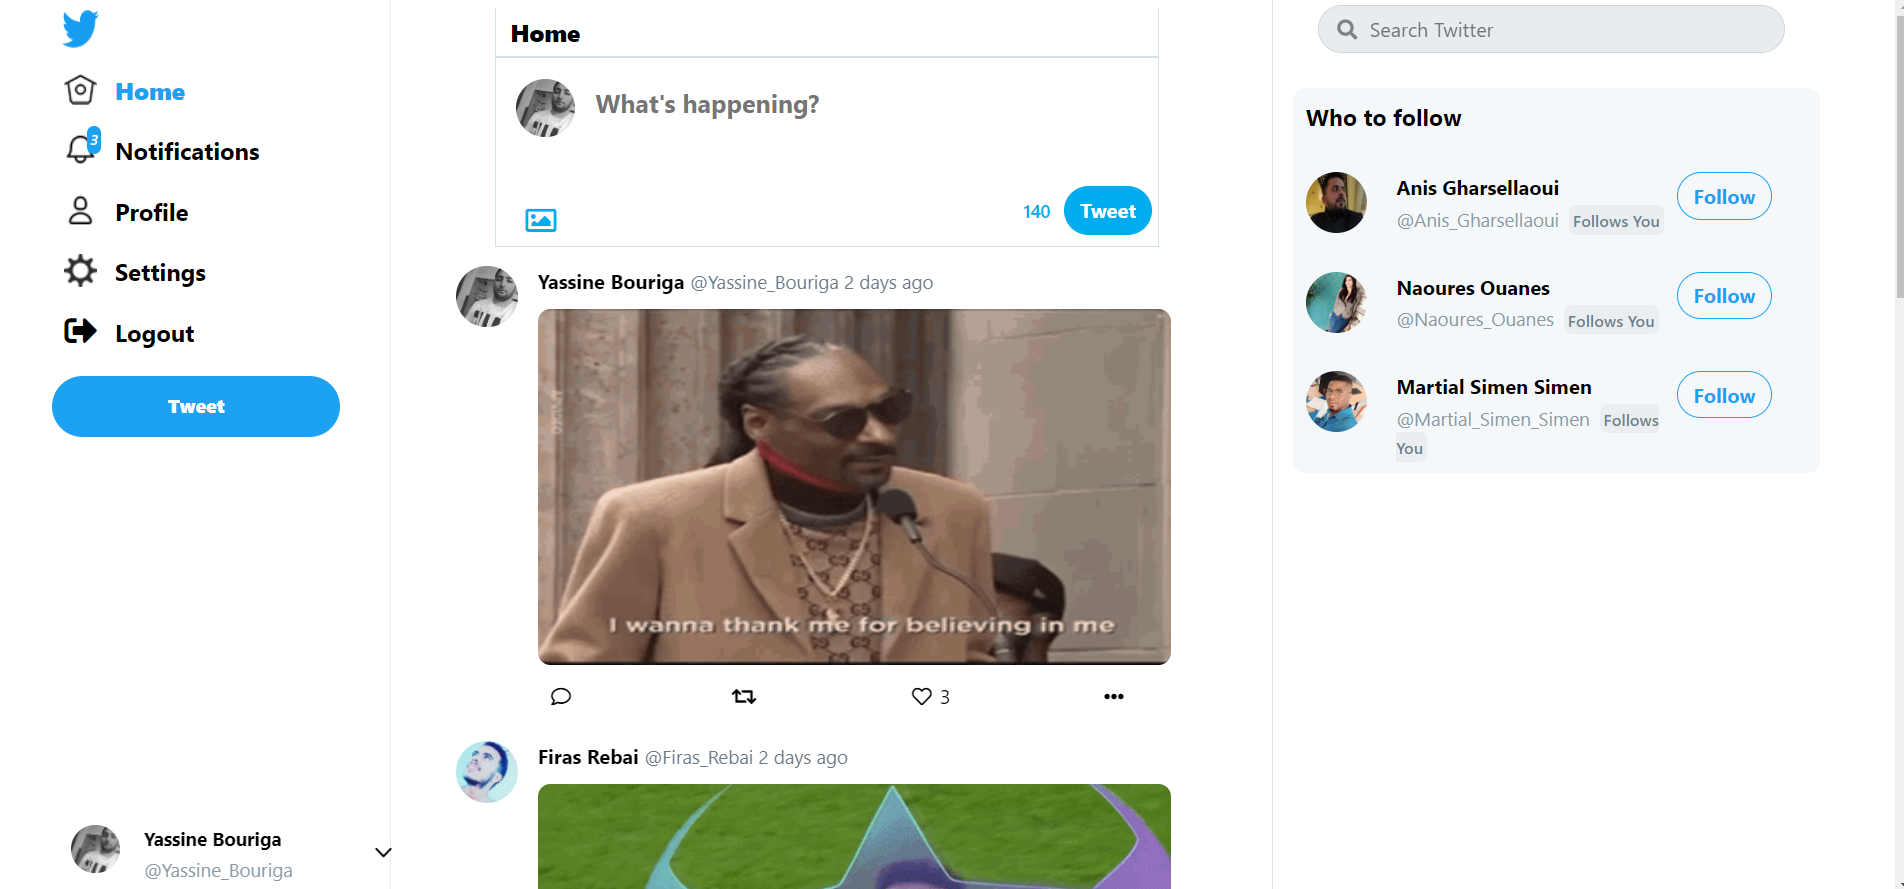 Home
3
Notifications
Profile
Settings
Logout
Tweet
Yassine Bouriga
@Yassine_Bouriga
Home
What's happening?
140 Tweet
Yassine Bouriga @Yassine_Bouriga 2 days ago
I wanna thank me for believing in me
3
Firas Rebai @Firas_Rebai 2 days ago
Search Twitter
Who to follow
Anis Gharsellaoui
@Anis_Gharsellaoui Follows You
Follow
Naoures Ouanes
@Naoures_Ouanes Follows You
Follow
Martial Simen Simen
@Martial_Simen_Simen Follows
You
Follow